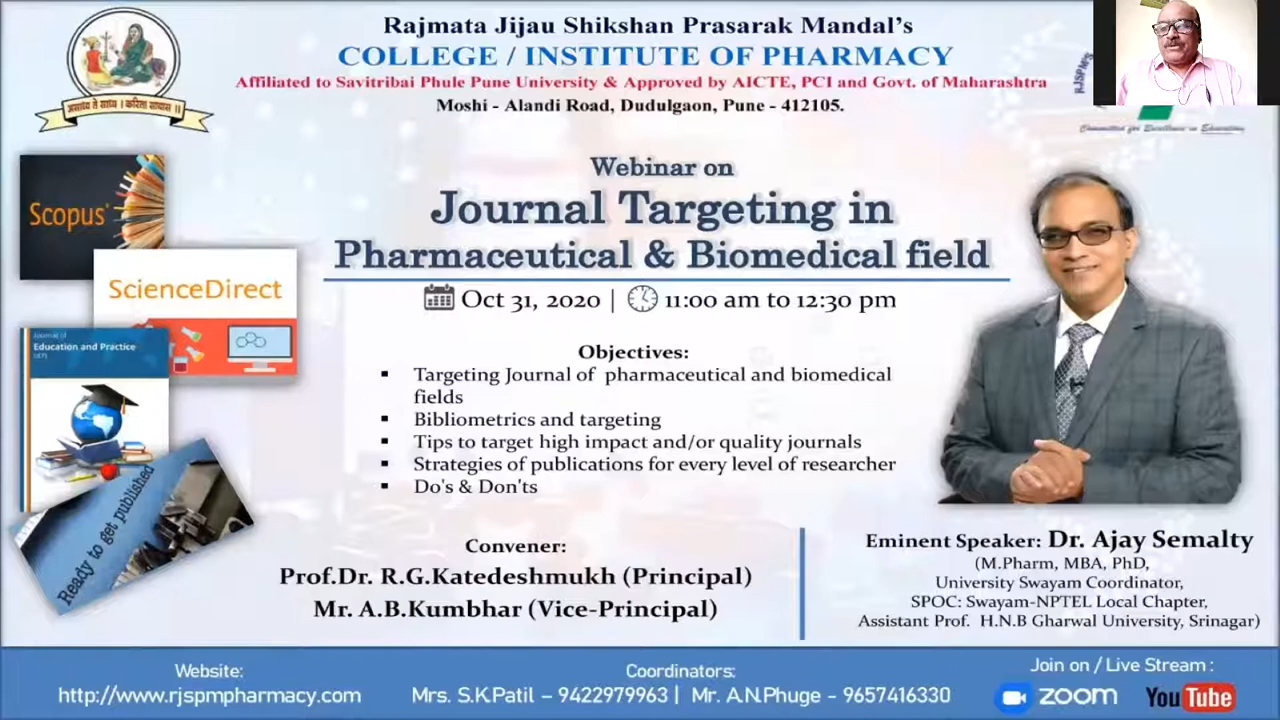 Rajmata Jijau Shikshan Prasarak Mandal's
COLLEGE / INSTITUTE OF PHARMACY
Affiliated to Savitribai Phule Pune University & Approved by AICTE, PCI and Govt. of Maharashtra
Moshi - Alandi Road, Dudulgaon, Pune - 412105.
RJSPM's
Committed for Excellence in Education
Scopus
ScienceDirect
Education and Practice
Ready to get published
Webinar on
Journal Targeting in
Pharmaceutical & Biomedical field
Oct 31, 2020 | 11:00 am to 12:30 pm
Objectives:
▪ Targeting Journal of pharmaceutical and biomedical
fields
▪ Bibliometrics and targeting
▪ Tips to target high impact and/or quality journals
▪ Strategies of publications for every level of researcher
▪ Do's & Don'ts
Convener:
Prof.Dr. R.G.Katedeshmukh (Principal)
Mr. A.B.Kumbhar (Vice-Principal)
Eminent Speaker: Dr. Ajay Semalty
(M.Pharm, MBA, PhD,
University Swayam Coordinator,
SPOC: Swayam-NPTEL Local Chapter,
Assistant Prof. H.N.B Gharwal University, Srinagar)
Website:
http://www.rjspmpharmacy.com
Coordinators:
Mrs. S.K.Patil – 9422979963 | Mr. A.N.Phuge - 9657416330
Join on / Live Stream :
zoom
YouTube